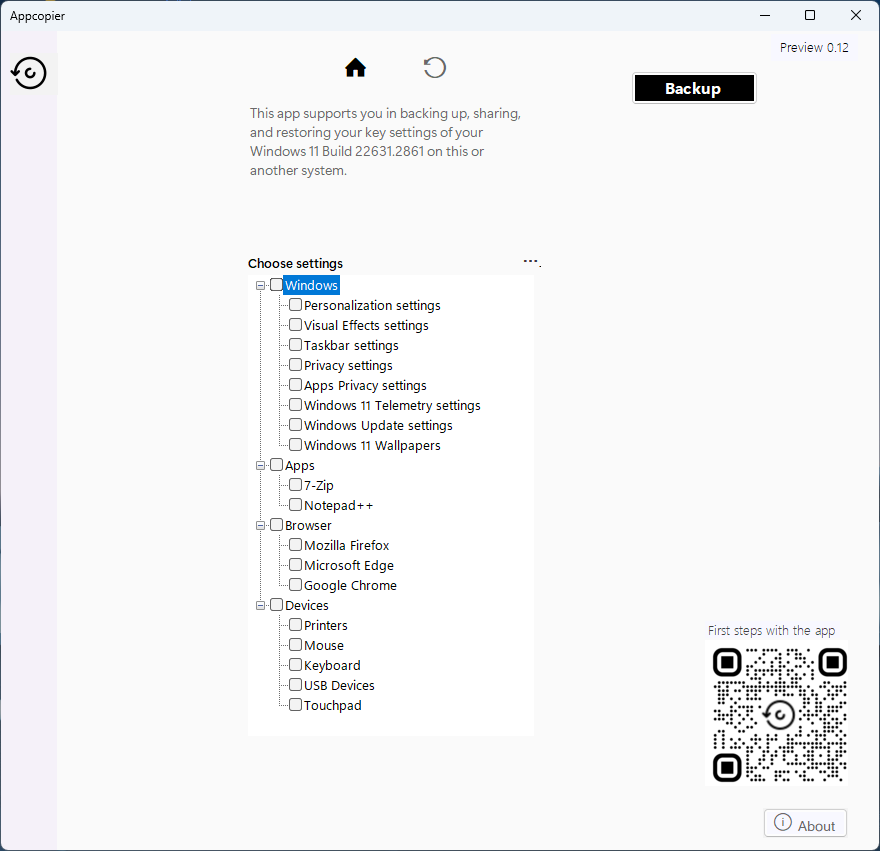 Appcopier
Preview 0.12
Backup
This app supports you in backing up, sharing,
and restoring your key settings of your
Windows 11 Build 22631.2861 on this or
another system.
Choose settings
Windows
Personalization settings
Visual Effects settings
Taskbar settings
Privacy settings
Apps Privacy settings
Windows 11 Telemetry settings
Windows Update settings
Windows 11 Wallpapers
Apps
7-Zip
Notepad++
Browser
Mozilla Firefox
Microsoft Edge
Google Chrome
Devices
Printers
Mouse
Keyboard
USB Devices
Touchpad
First steps with the app
About